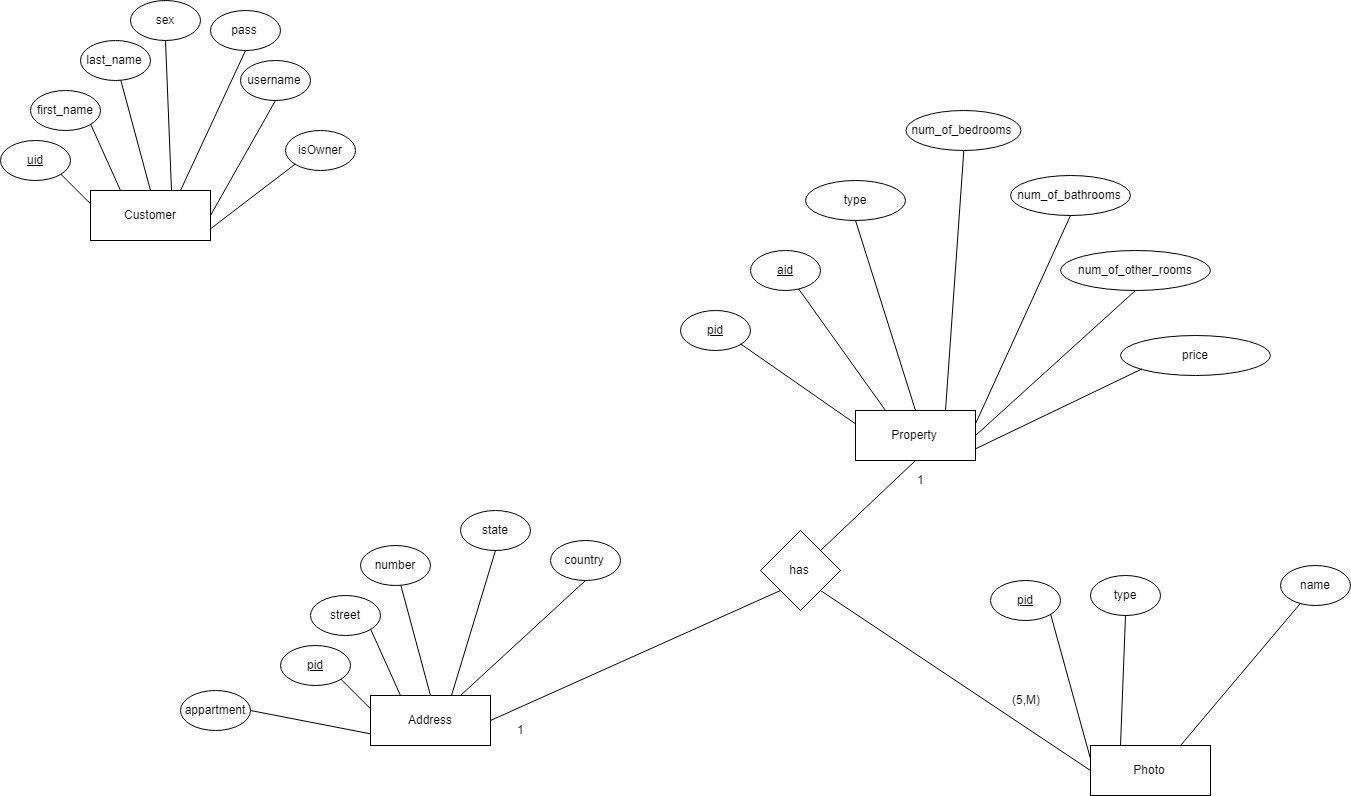 sex
pass
last_name
username
first_name
isOwner
uid
Customer
num_of_bedrooms
type
num_of_bathrooms
aid
num_of_other_rooms
pid
price
Property
1
state
country
number
has
street
pid
type
name
pid
appartment
Address
1
(5,M)
Photo